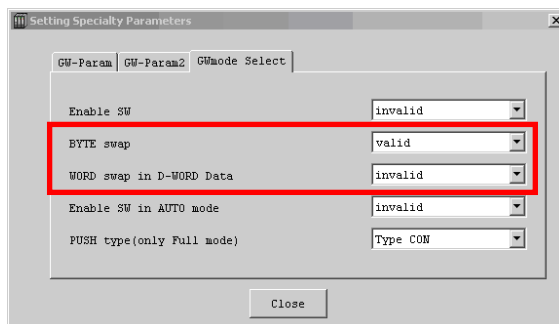 Setting Specialty Parameters
GW-Param GW-Param2 GWmode Select
Enable SW invalid
BYTE swap valid
WORD swap in D-WORD Data invalid
Enable SW in AUTO mode invalid
PUSH type(only Full mode) Type CON
Close